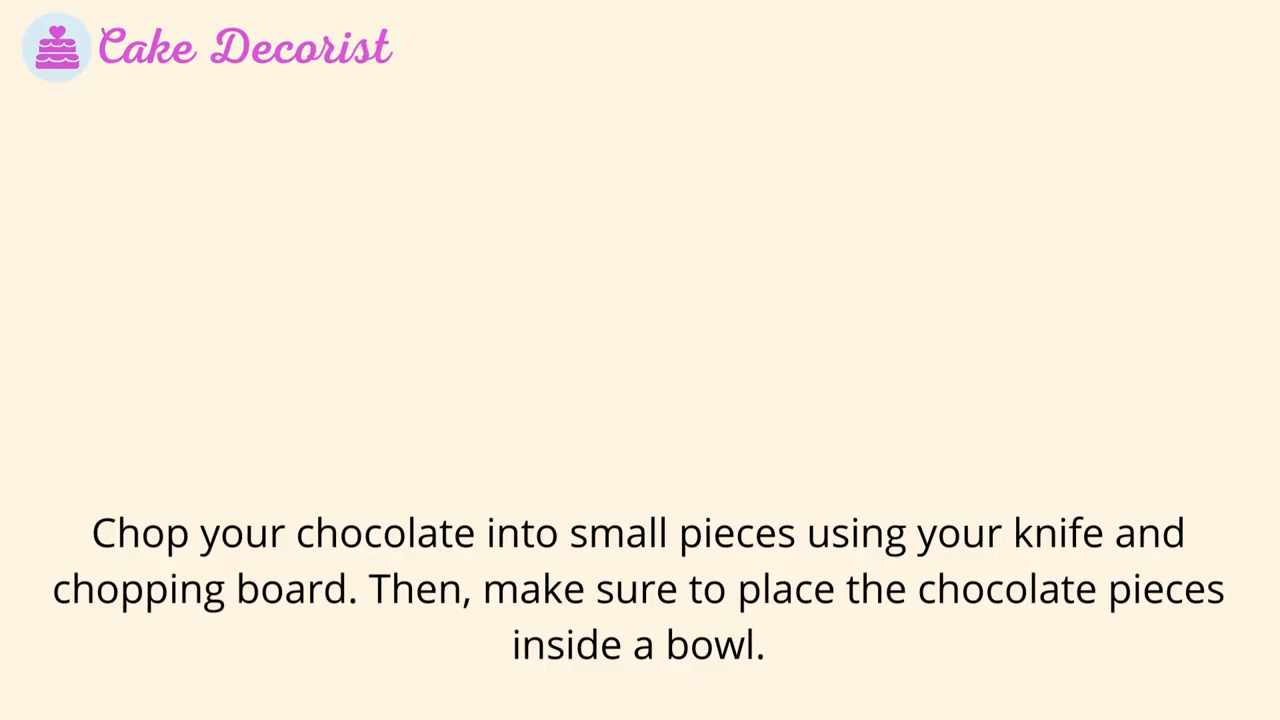 Cake Decorist
Chop your chocolate into small pieces using your knife and
chopping board. Then, make sure to place the chocolate pieces
inside a bowl.